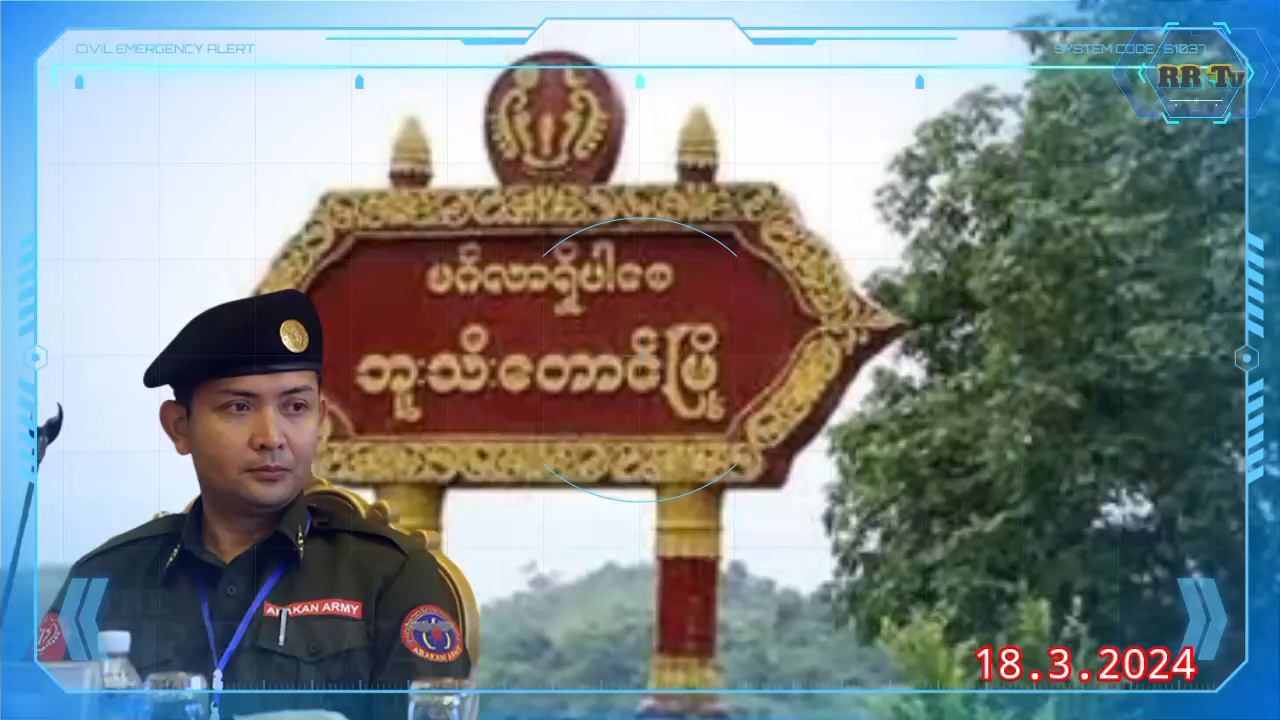 CIVIL EMERGENCY ALERT
SYSTEM CODE : S1037
RR Tv
မင်္ဂလာရှိပါစေ
ဘူးသီးတောင်မြို့
ARAKAN ARMY
ARAKAN ARMY
18.3.2024